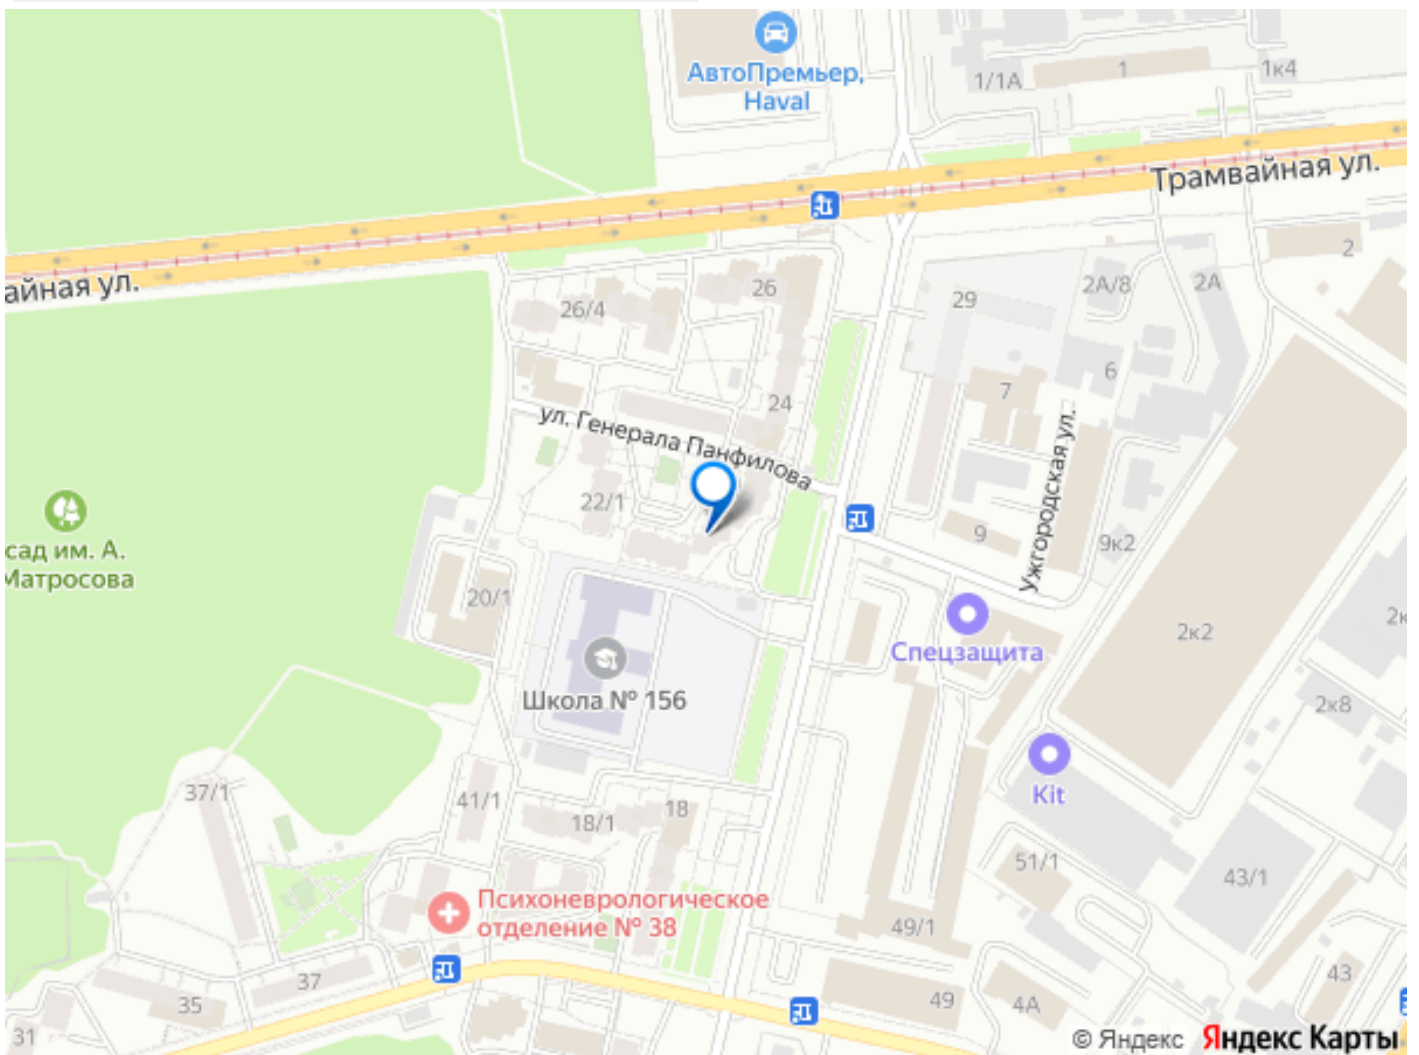 АвтоПремьер,
Haval
1/1А
1
1к4
Трамвайная ул.
айная ул.
26/4
26
29
2А/8
2А
2
6
7
24
ул. Генерала Панфилова
22/1
Ужгородская ул.
9
9к2
сад им. А.
Матросова
20/1
Спецзащита
2к2
2к
Школа № 156
2к8
37/1
41/1
18/1
18
Kit
51/1
43/1
Психоневрологическое
отделение № 38
49/1
37
35
31
49
4А
43
© Яндекс Яндекс Карты